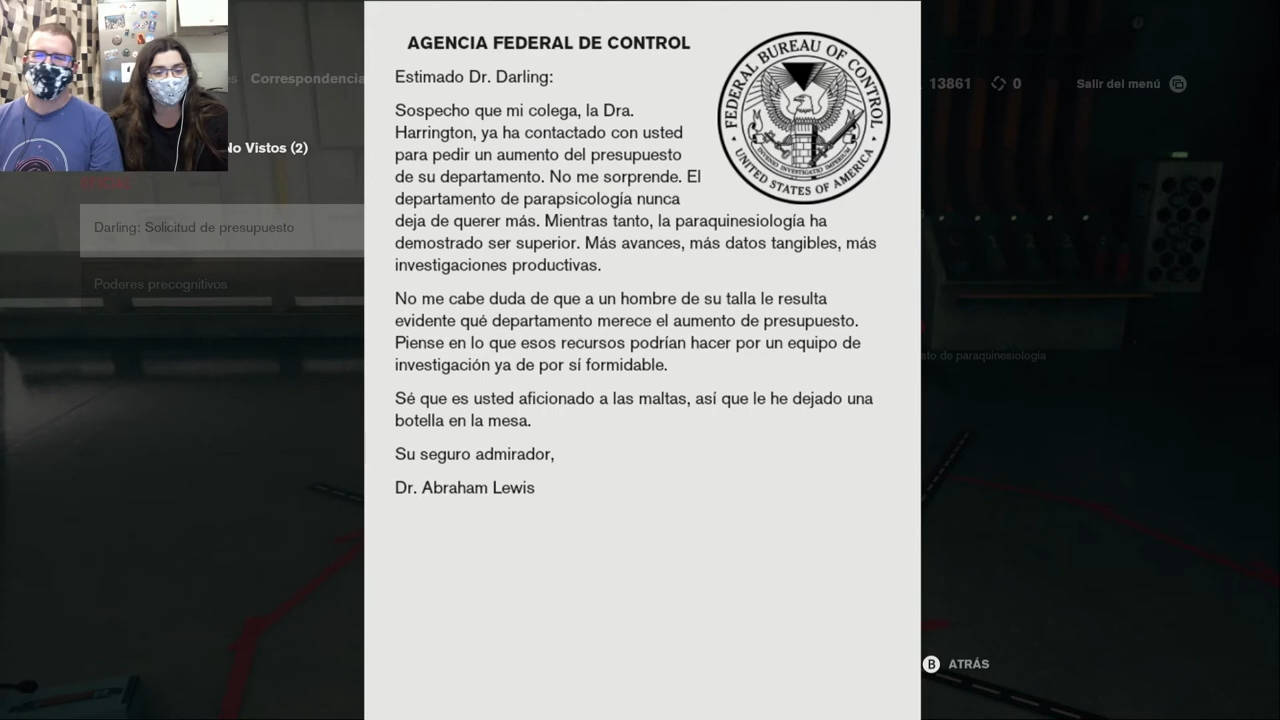 AGENCIA FEDERAL DE CONTROL
Estimado Dr. Darling:
Sospecho que mi colega, la Dra.
Harrington, ya ha contactado con usted
para pedir un aumento del presupuesto
de su departamento. No me sorprende. El
departamento de parapsicología nunca
deja de querer más. Mientras tanto, la paraquinesiología ha
demostrado ser superior. Más avances, más datos tangibles, más
investigaciones productivas.
No me cabe duda de que a un hombre de su talla le resulta
evidente qué departamento merece el aumento de presupuesto.
Piense en lo que esos recursos podrían hacer por un equipo de
investigación ya de por sí formidable.
Sé que es usted aficionado a las maltas, así que le he dejado una
botella en la mesa.
Su seguro admirador,
Dr. Abraham Lewis
FEDERAL BUREAU OF CONTROL
UNITED STATES OF AMERICA
Correspondencia
No Vistos (2)
Darling: Solicitud de presupuesto
Poderes precognitivos
13861
0
Salir del menú
de paraquinesiología
B ATRÁS